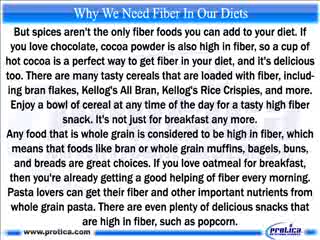 Why We Need Fiber In Our Diets
But spices aren't the only fiber foods you can add to your diet. If
you love chocolate, cocoa powder is also high in fiber, so a cup of
hot cocoa is a perfect way to get fiber in your diet, and it's delicious
too. There are many tasty cereals that are loaded with fiber, includ-
ing bran flakes, Kellog's All Bran, Kellog's Rice Crispies, and more.
Enjoy a bowl of cereal at any time of the day for a tasty high fiber
snack. It's not just for breakfast any more.
Any food that is whole grain is considered to be high in fiber, which
means that foods like bran or whole grain muffins, bagels, buns,
and breads are great choices. If you love oatmeal for breakfast,
then you're already getting a good helping of fiber every morning.
Pasta lovers can get their fiber and other important nutrients from
whole grain pasta. There are even plenty of delicious snacks that
are high in fiber, such as popcorn.
www.protica.com
protica